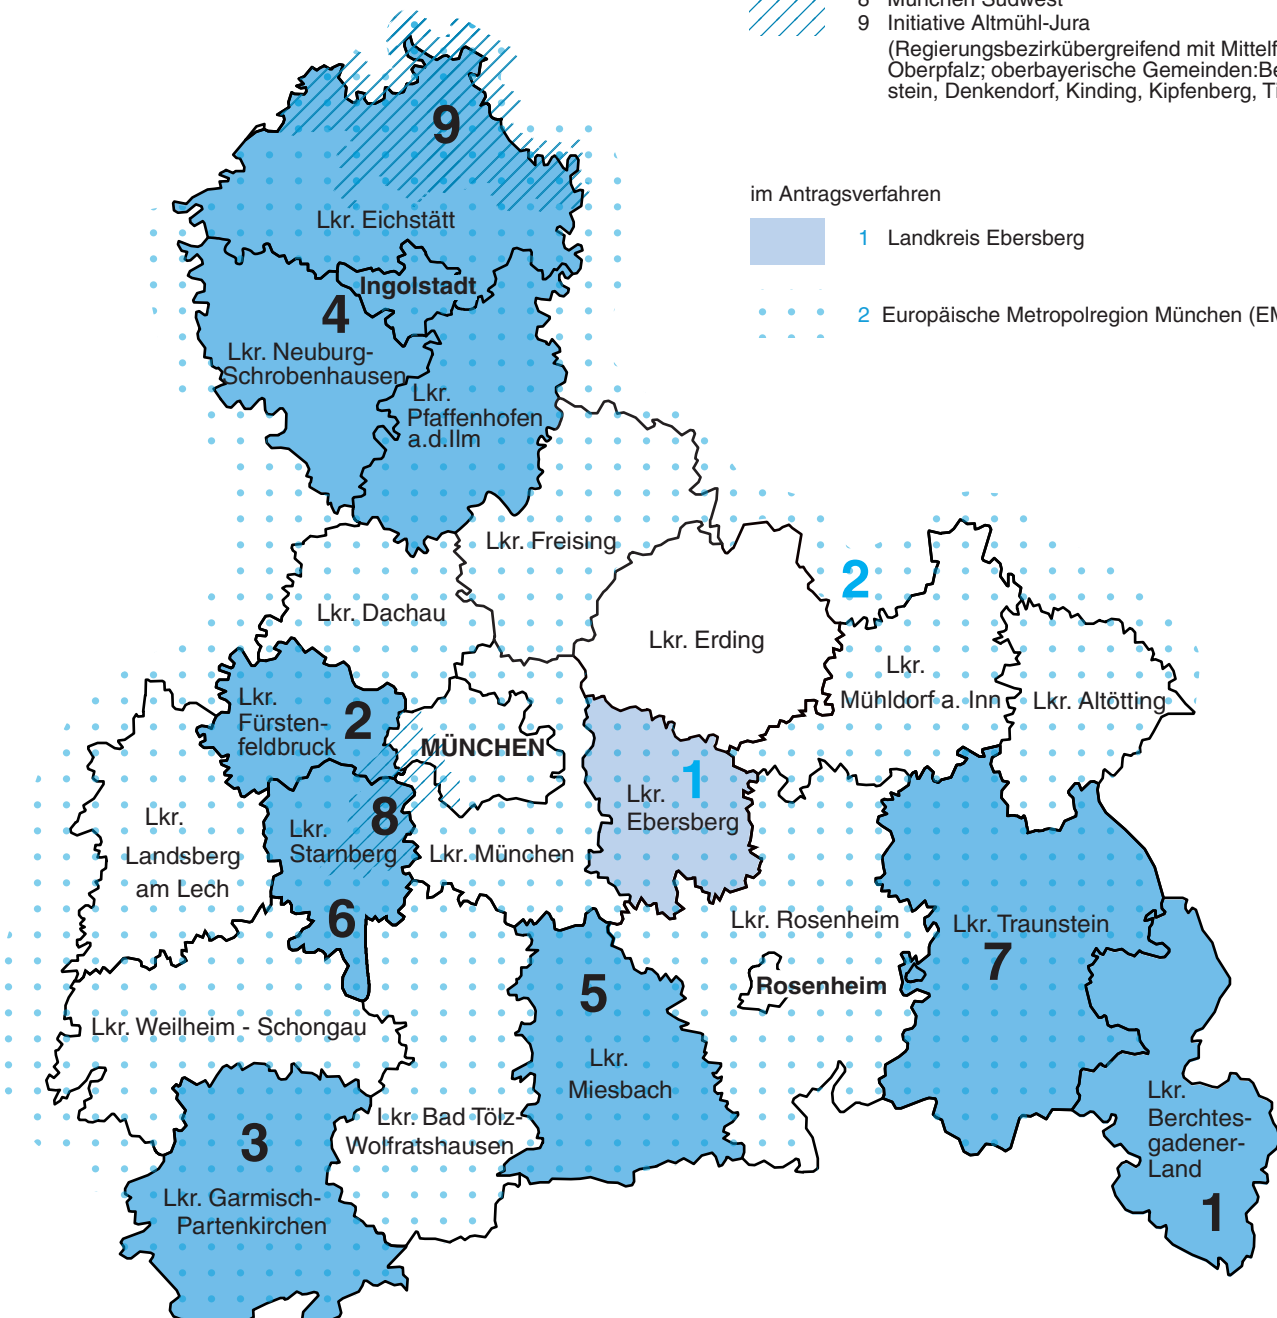 8 München Südwest
9 Initiative Altmühl-Jura
(Regierungsbezirkübergreifend mit
Oberpfalz; oberbayerische Gemeinden:
stein, Denkendorf, Kinding, Kipfenberg,
im Antragsverfahren
1 Landkreis Ebersberg
2 Europäische Metropolregion München
9
Lkr. Eichstätt
Ingolstadt
4
Lkr. Neuburg-
Schrobenhausen
Lkr.
Pfaffenhofen
a.d.Ilm
Lkr. Freising
2
Lkr. Dachau
Lkr. Erding
Lkr.
Mühldorf a. Inn
Lkr. Altötting
Lkr.
Fürsten-
feldbruck
2
MÜNCHEN
1
Lkr.
Ebersberg
Lkr.
Landsberg
am Lech
8
Lkr.
Starnberg
Lkr. München
6
Lkr. Rosenheim
Rosenheim
Lkr. Traunstein
7
5
Lkr.
Miesbach
Lkr. Weilheim - Schongau
Lkr. Bad Tölz-
Wolfratshausen
3
Lkr. Garmisch-
Partenkirchen
Lkr.
Berchtes-
gadener-
Land
1